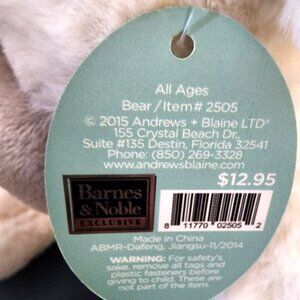 All Ages
Bear/Item# 2505
© 2015 Andrews + Blaine LTD®
155 Crystal Beach Dr.,
Suite #135 Destin, Florida 32541
Phone: (850) 269-3328
www.andrewsblaine.com
$12.95
Barnes
& Noble
EXCLUSIVE
8 11770 02505 2
Made in China
ABMR-Dafeng, Jiangsu-11/2014
WARNING: For safety's
sake, remove all tags and
plastic fasteners before
giving to child. These are
not part of the item.